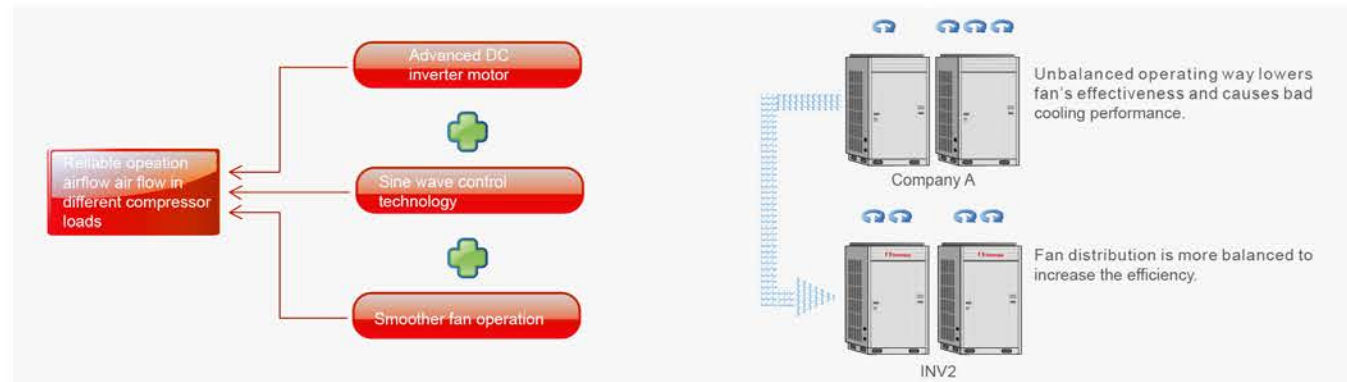 Advanced DC
inverter motor
Reliable opeation
airflow air flow in
different compressor
loads
Sine wave control
technology
Smoother fan operation
Unbalanced operating way lowers
fan's effectiveness and causes bad
cooling performance.
Company A
Fan distribution is more balanced to
increase the efficiency.
INV2